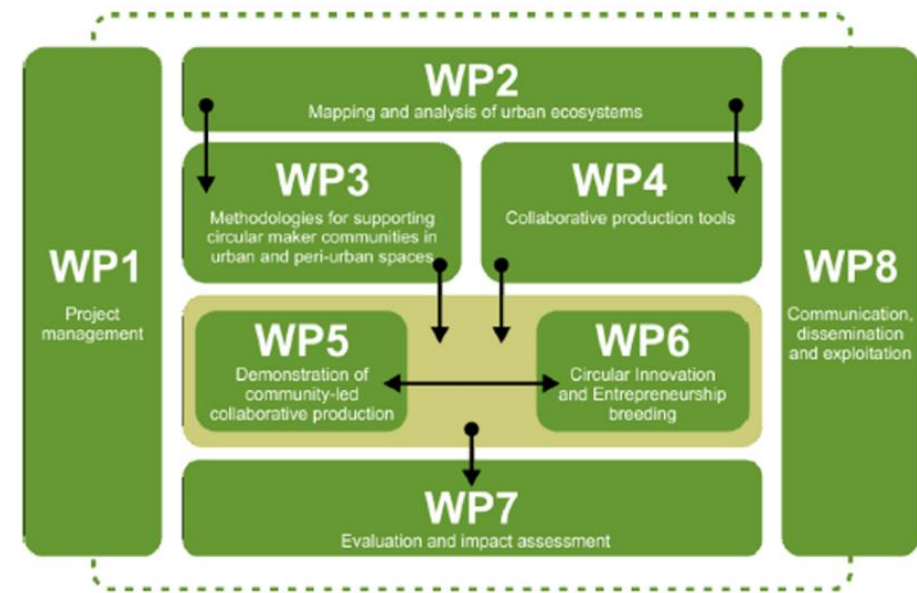 WP2
Mapping and analysis of urban ecosystems
WP3
Methodologies for supporting
circular maker communities in
urban and peri-urban spaces
WP4
Collaborative production tools
WP1
Project
management
WP8
Communication,
dissemination
and exploitation
WP5
Demonstration of
community-led
collaborative production
WP6
Circular Innovation
and Entrepreneurship
breeding
WP7
Evaluation and impact assessment